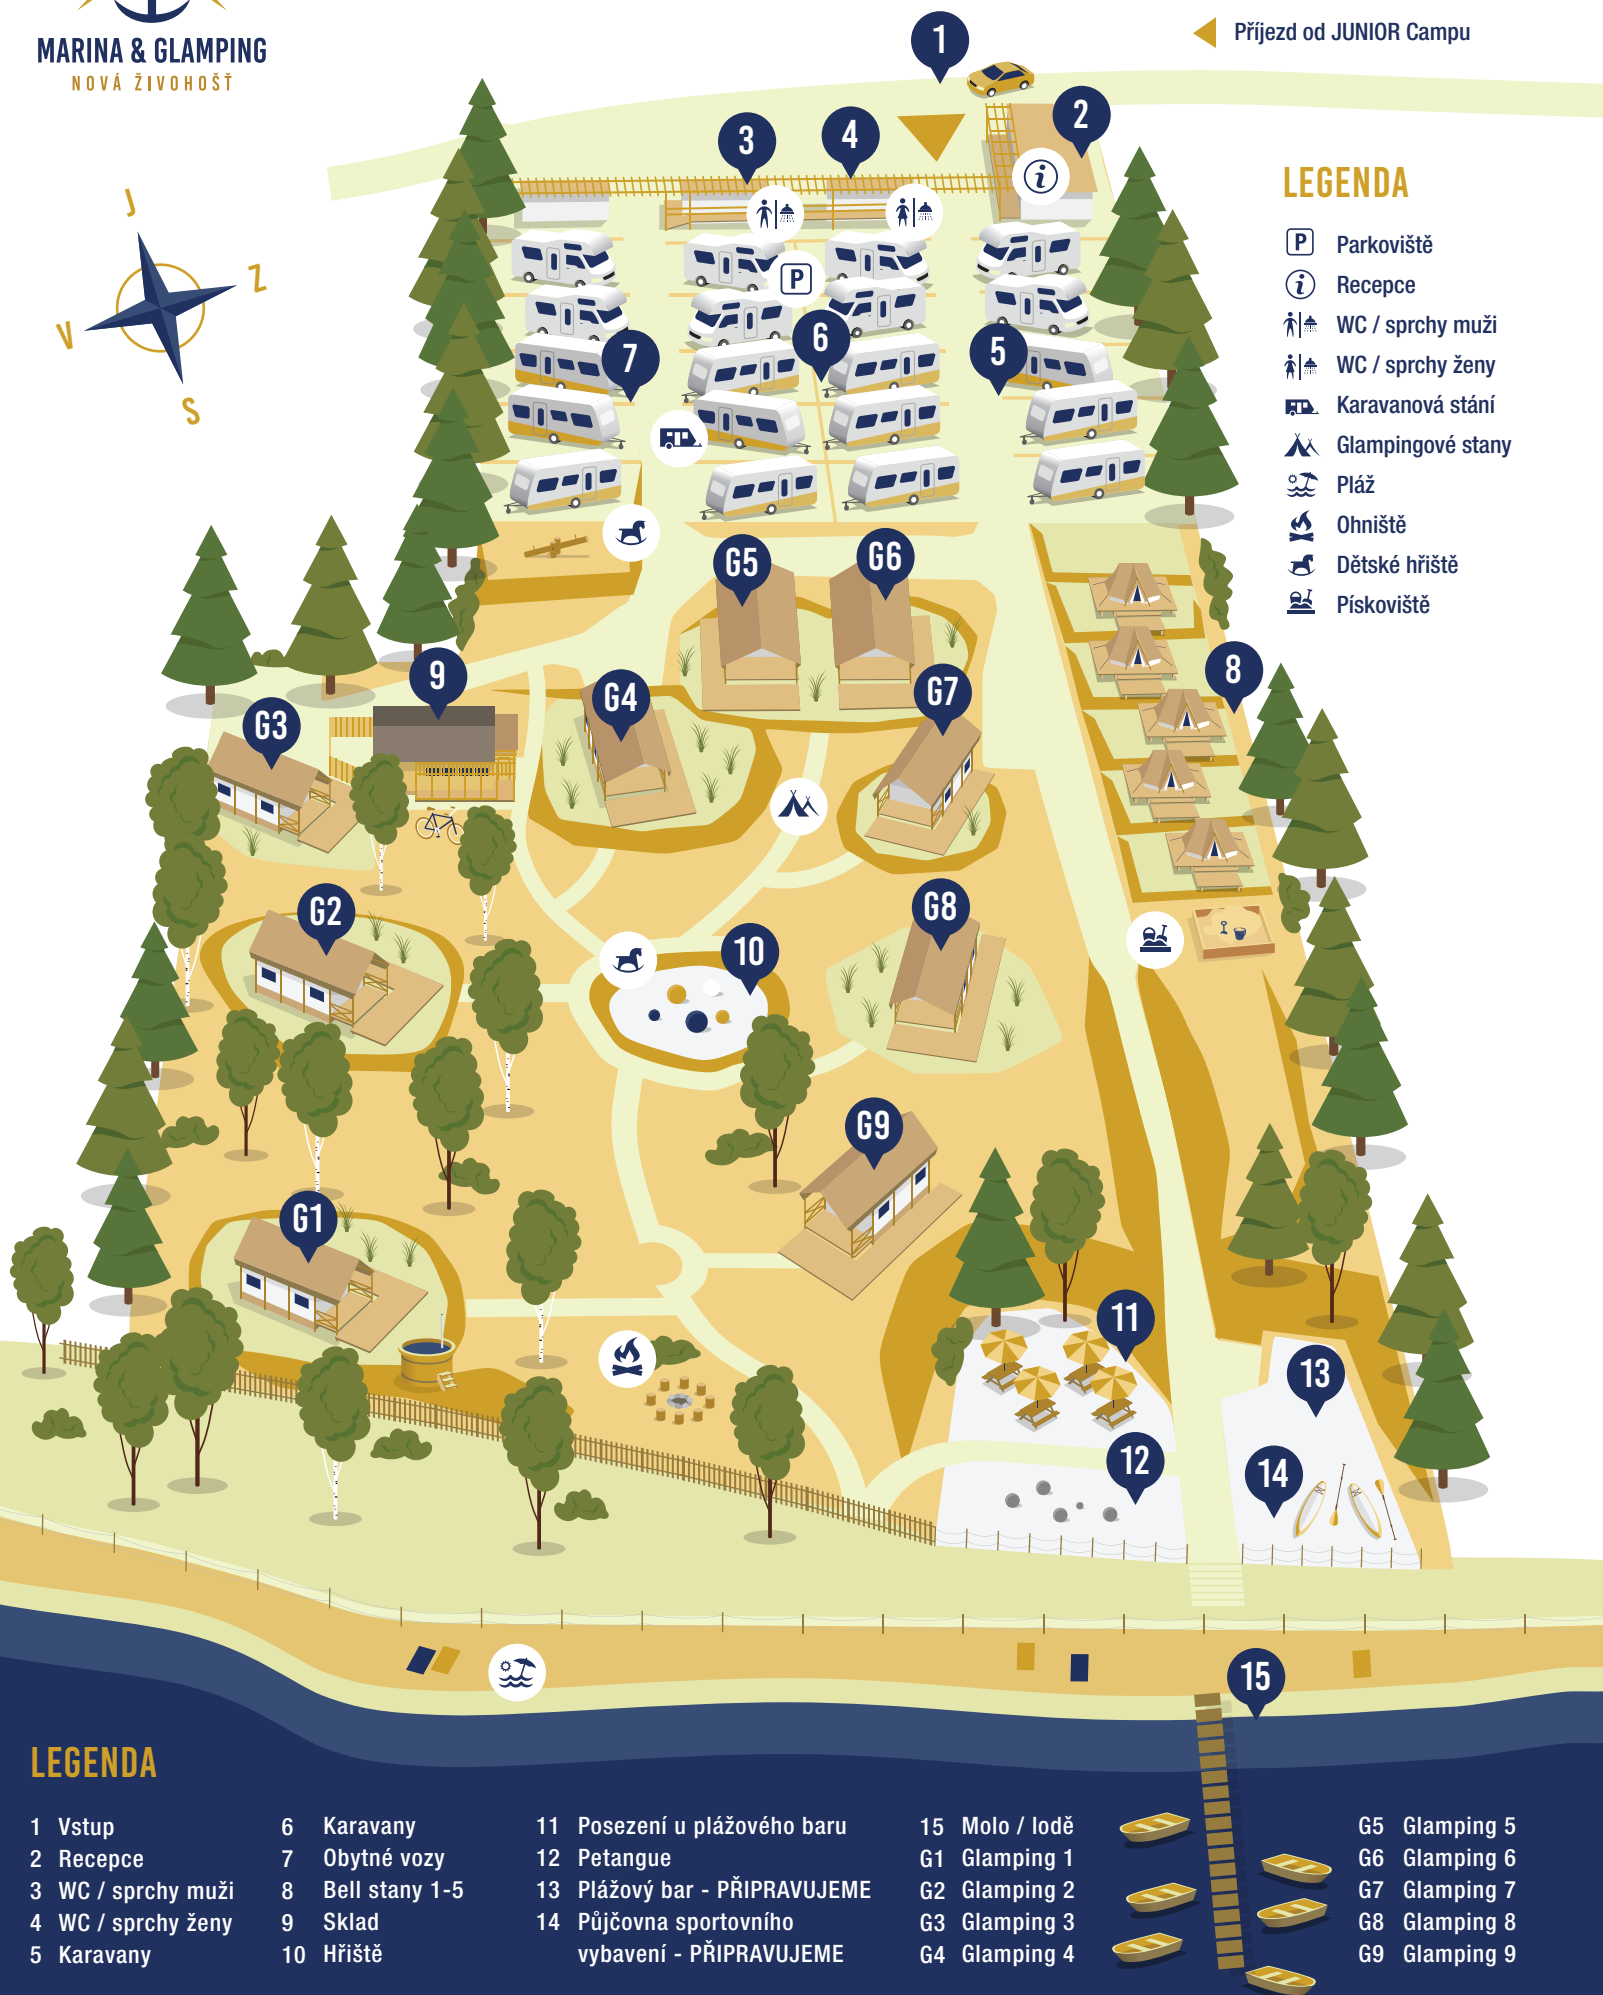 MARINA & GLAMPING
NOVÁ ŽIVOHOŠŤ
Příjezd od JUNIOR Campu
1
2
3
4
J
Z
V
S
LEGENDA
P Parkoviště
i Recepce
WC / sprchy muži
WC / sprchy ženy
Karavanová stání
Glampingové stany
Pláž
Ohniště
Dětské hřiště
Pískoviště
i
P
7
6
5
G5
G6
9
G3
G4
G7
8
G2
10
G8
G9
G1
11
13
12
14
15
LEGENDA
1 Vstup
2 Recepce
3 WC / sprchy muži
4 WC / sprchy ženy
5 Karavany
6 Karavany
7 Obytné vozy
8 Bell stany 1-5
9 Sklad
10 Hřiště
11 Posezení u plážového baru
12 Petangue
13 Plážový bar - PŘIPRAVUJEME
14 Půjčovna sportovního
vybavení - PŘIPRAVUJEME
15 Molo / lodě
G1 Glamping 1
G2 Glamping 2
G3 Glamping 3
G4 Glamping 4
G5 Glamping 5
G6 Glamping 6
G7 Glamping 7
G8 Glamping 8
G9 Glamping 9